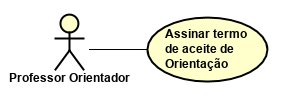 Assinar termo
de aceite de
Orientação
Professor Orientador